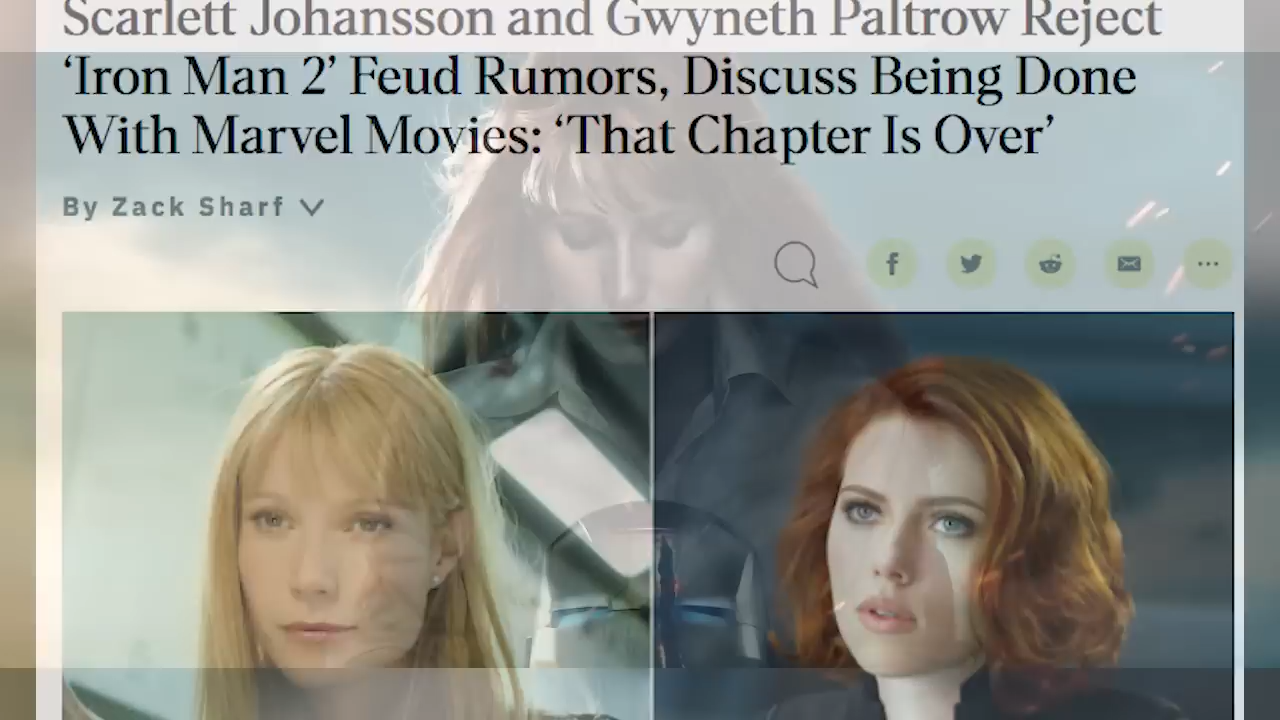 Scarlett Johansson and Gwyneth Paltrow Reject
‘Iron Man 2’ Feud Rumors, Discuss Being Done
With Marvel Movies: ‘That Chapter Is Over’
By Zack Sharf